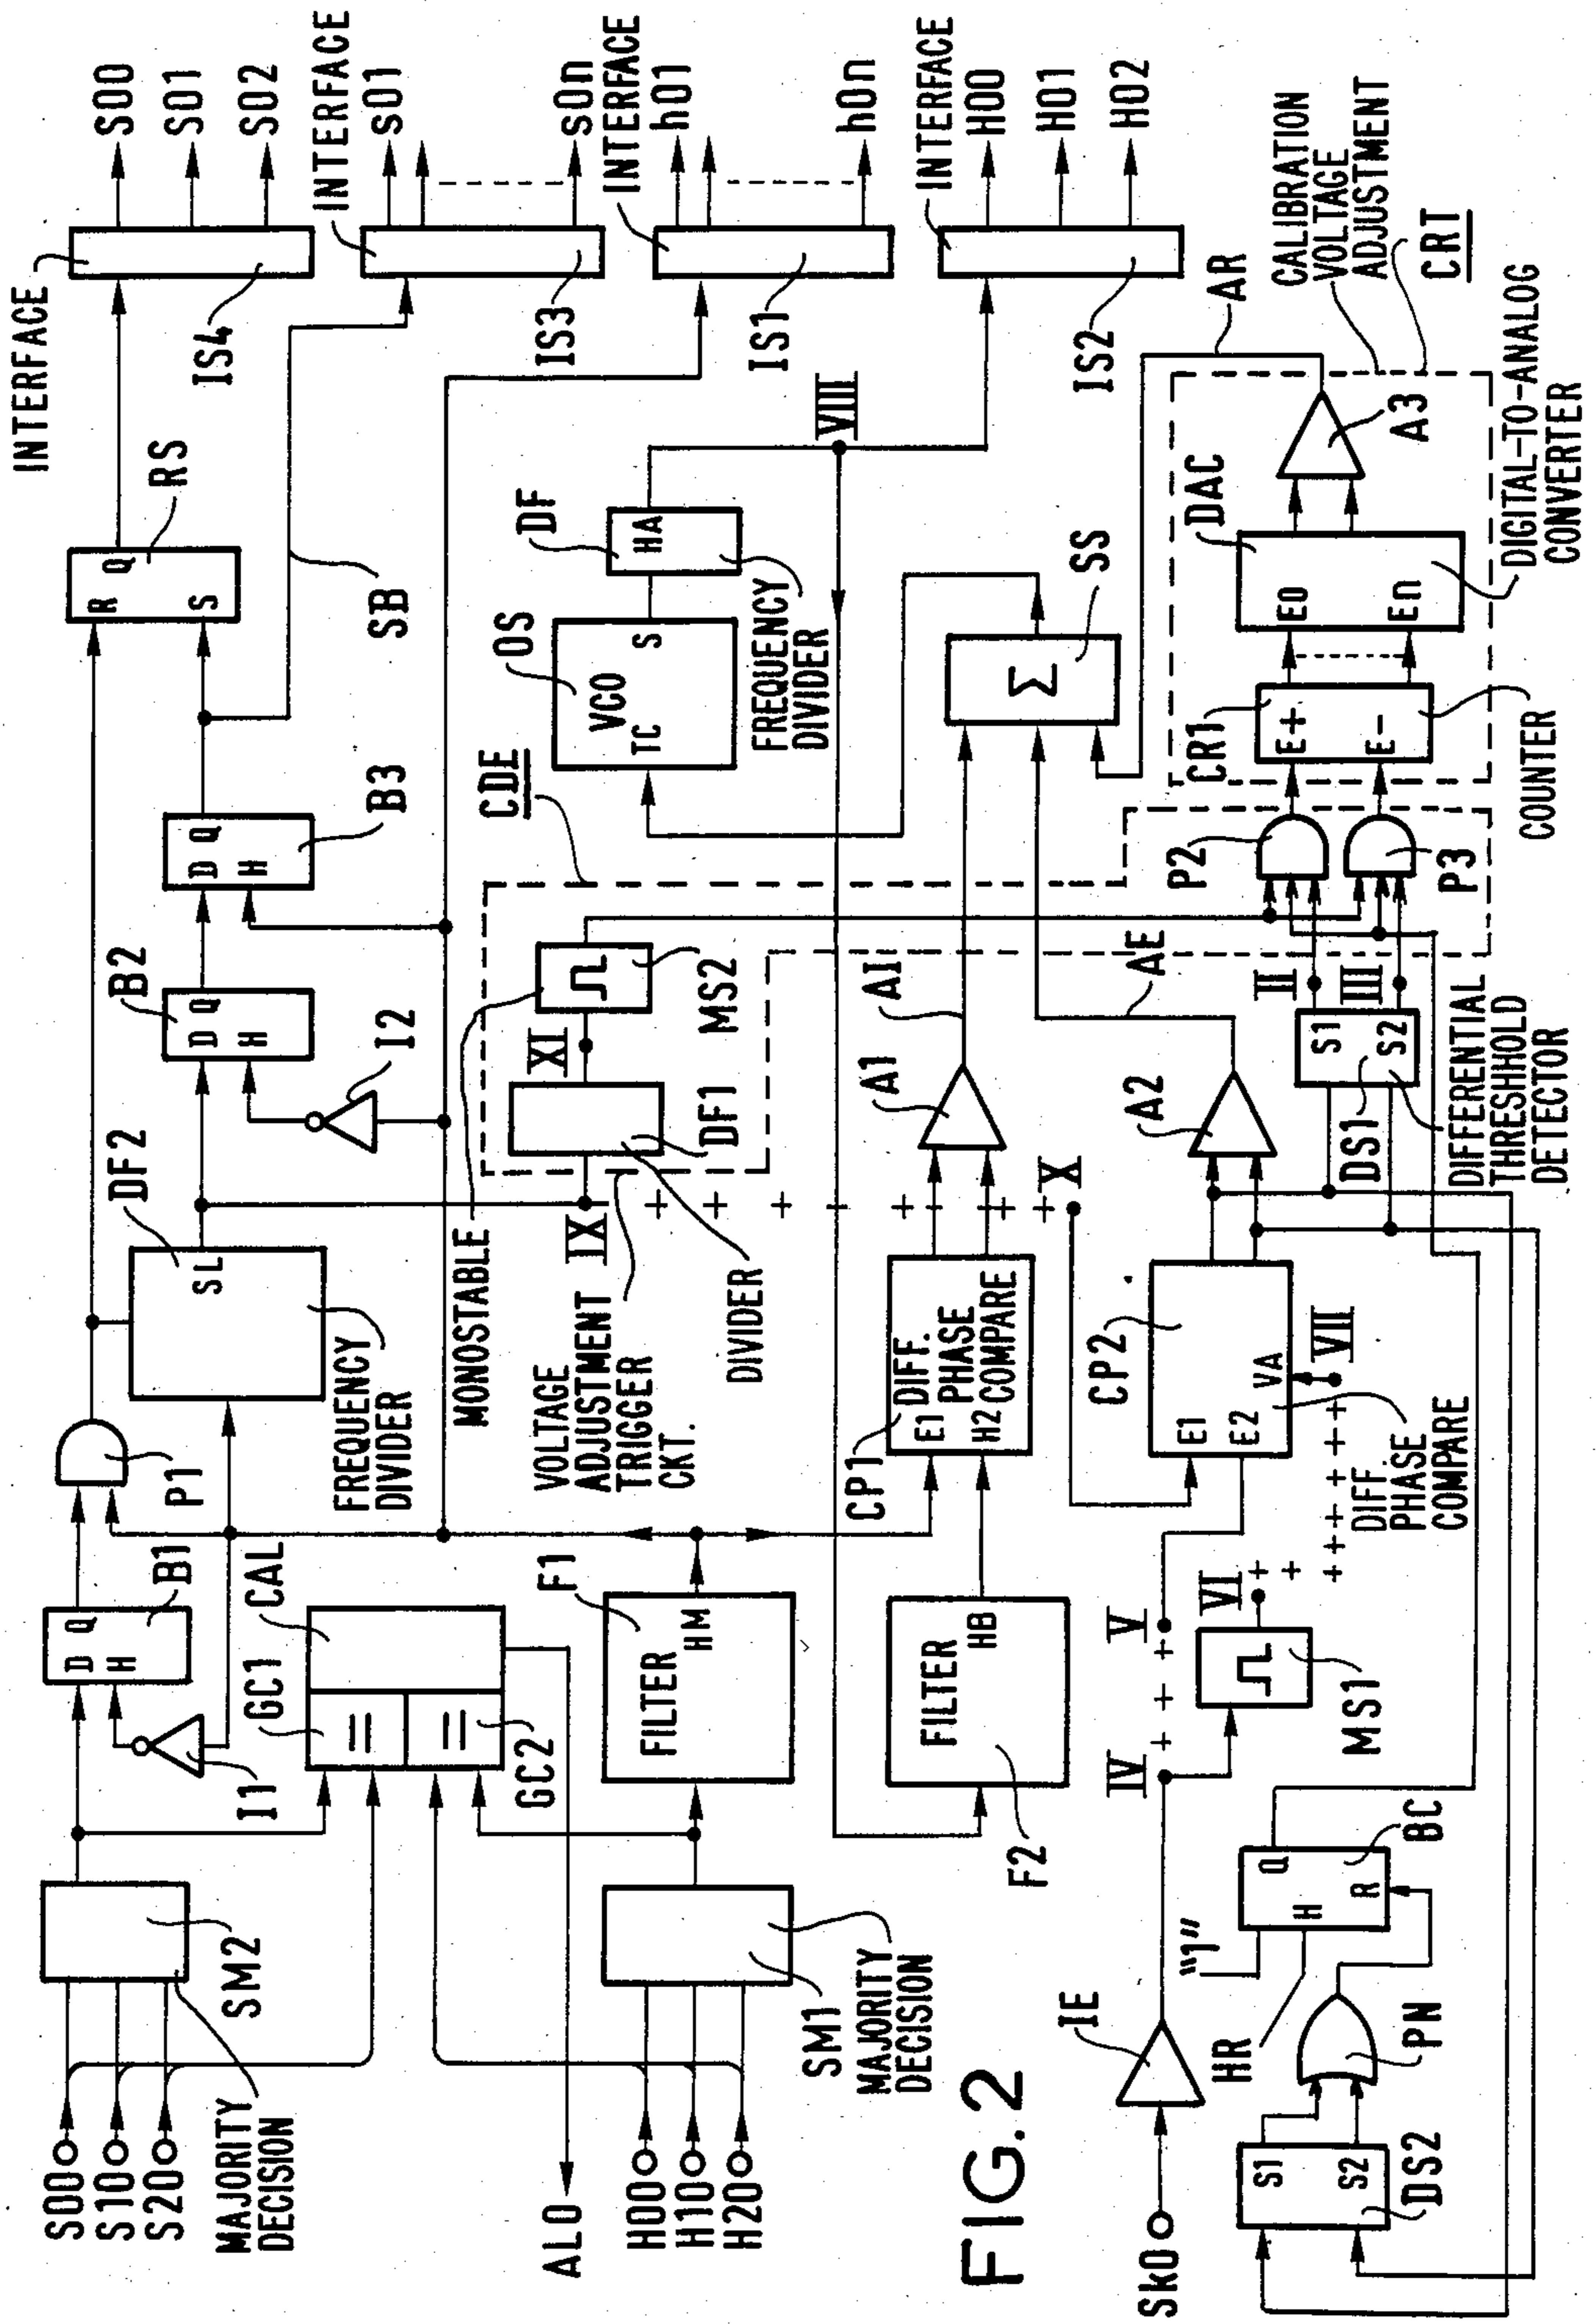 INTERFACE
S00
S01
S02
IS4
INTERFACE
s01
s0n
IS3
INTERFACE
h01
h0n
IS1
INTERFACE
H00
H01
H02
IS2
R Q
S
RS
SB
D Q
H
B3
D Q
H
B2
I2
DF2
SL
FREQUENCY
DIVIDER
P1
D Q
H
B1
I1
CAL
GC1
=
=
GC2
SM2
S00
S10
S20
MAJORITY
DECISION
AL0
H00
H10
H20
SM1
MAJORITY
DECISION
F1
FILTER
HM
F2
FILTER
HB
VOLTAGE
ADJUSTMENT
TRIGGER
CKT.
MONOSTABLE
DIVIDER
IX
XI
DF1
MS2
CDE
OS
VCO
TC
S
DF
HA
FREQUENCY
DIVIDER
VIII
Σ
SS
AR
CALIBRATION
VOLTAGE
ADJUSTMENT
CRT
A3
DAC
E0
En
DIGITAL-TO-ANALOG
CONVERTER
CR1
E+
E-
COUNTER
P2
P3
II
III
S1
S2
DS1
DIFFERENTIAL
THRESHHOLD
DETECTOR
AE
AI
A1
A2
X
CP1
DIFF.
PHASE
COMPARE
E1
H2
CP2
E1
E2
VA
VII
DIFF.
PHASE
COMPARE
V
VI
IV
MS1
IE
Sk0
"1"
HR
Q
H
R
BC
PN
S1
S2
DS2
FIG.2